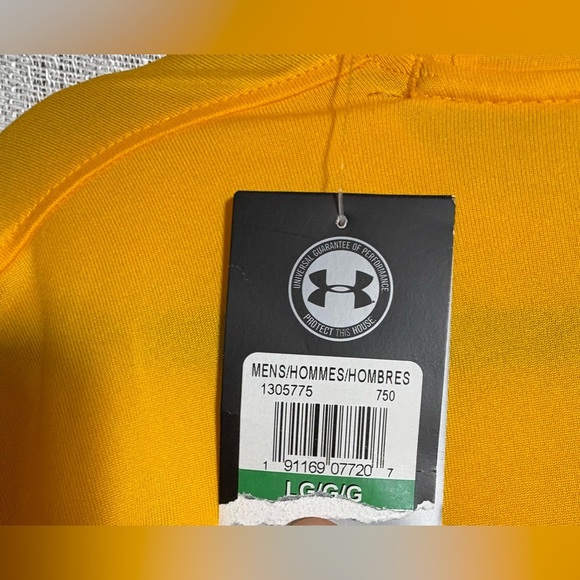 UNIVERSAL GUARANTEE OF PERFORMANCE
PROTECT THIS HOUSE
MENS/HOMMES/HOMBRES
1305775 750
1 91169 07720 7
LG/G/G